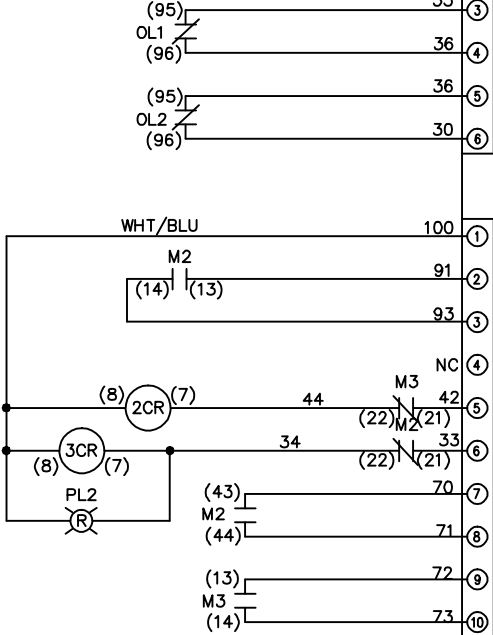 (95) 35 3
OL1
(96) 36 4
(95) 36 5
OL2
(96) 30 6
WHT/BLU 100 1
M2 91 2
(14) (13)
93 3
NC 4
M3
(8) 2CR (7) 44 42 5
(22) (21)
M2
3CR 34 33 6
(8) (7) (22) (21)
PL2
R
(43) 70 7
M2
(44) 71 8
(13) 72 9
M3
(14) 73 10